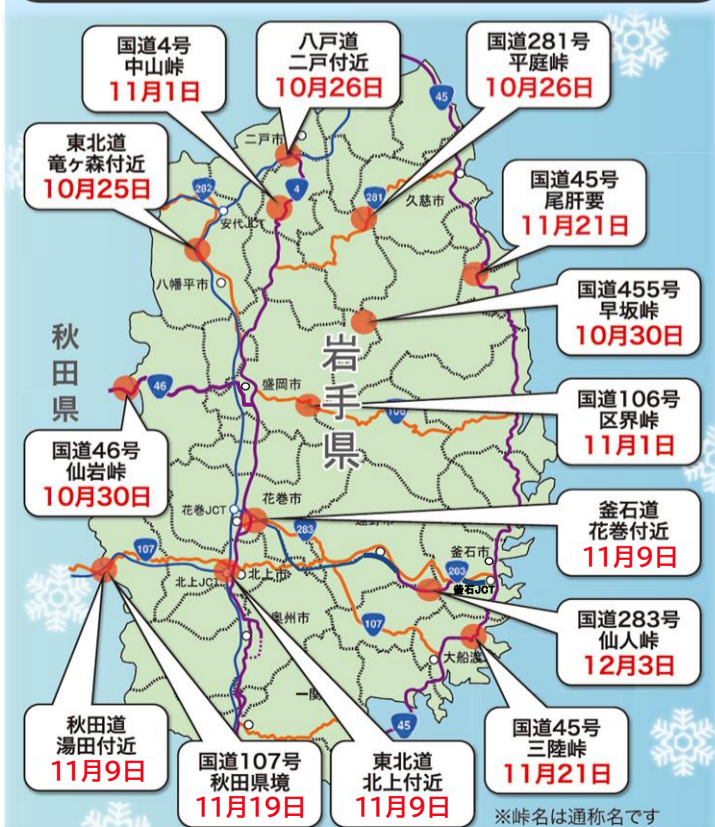 国道4号
中山峠
11月1日
八戸道
二戸付近
10月26日
国道281号
平庭峠
10月26日
東北道
竜ヶ森付近
10月25日
国道45号
尾肝要
11月21日
国道455号
早坂峠
10月30日
国道106号
区界峠
11月1日
国道46号
仙岩峠
10月30日
釜石道
花巻付近
11月9日
国道283号
仙人峠
12月3日
国道45号
三陸峠
11月21日
秋田道
湯田付近
11月9日
国道107号
秋田県境
11月19日
東北道
北上付近
11月9日
45
二戸市
282
4
281
久慈市
安代JCT
八幡平市
秋田県
岩手県
46
盛岡市
106
花巻市
花巻JCT
283
釜石市
107
北上JCT
北上市
283
釜石JCT
奥州市
107
大船渡
一関
45
※峠名は通称名です